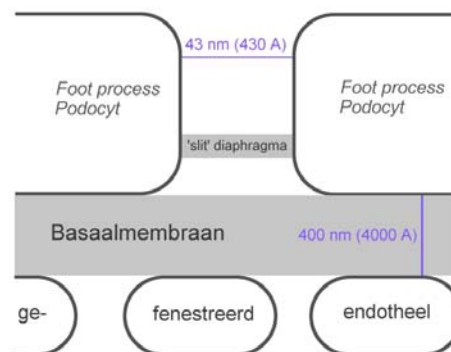 43 nm (430 A)
Foot process
Podocyt
Foot process
Podocyt
'slit' diaphragma
Basaalmembraan
400 nm (4000 A)
ge-
fenestreerd
endotheel